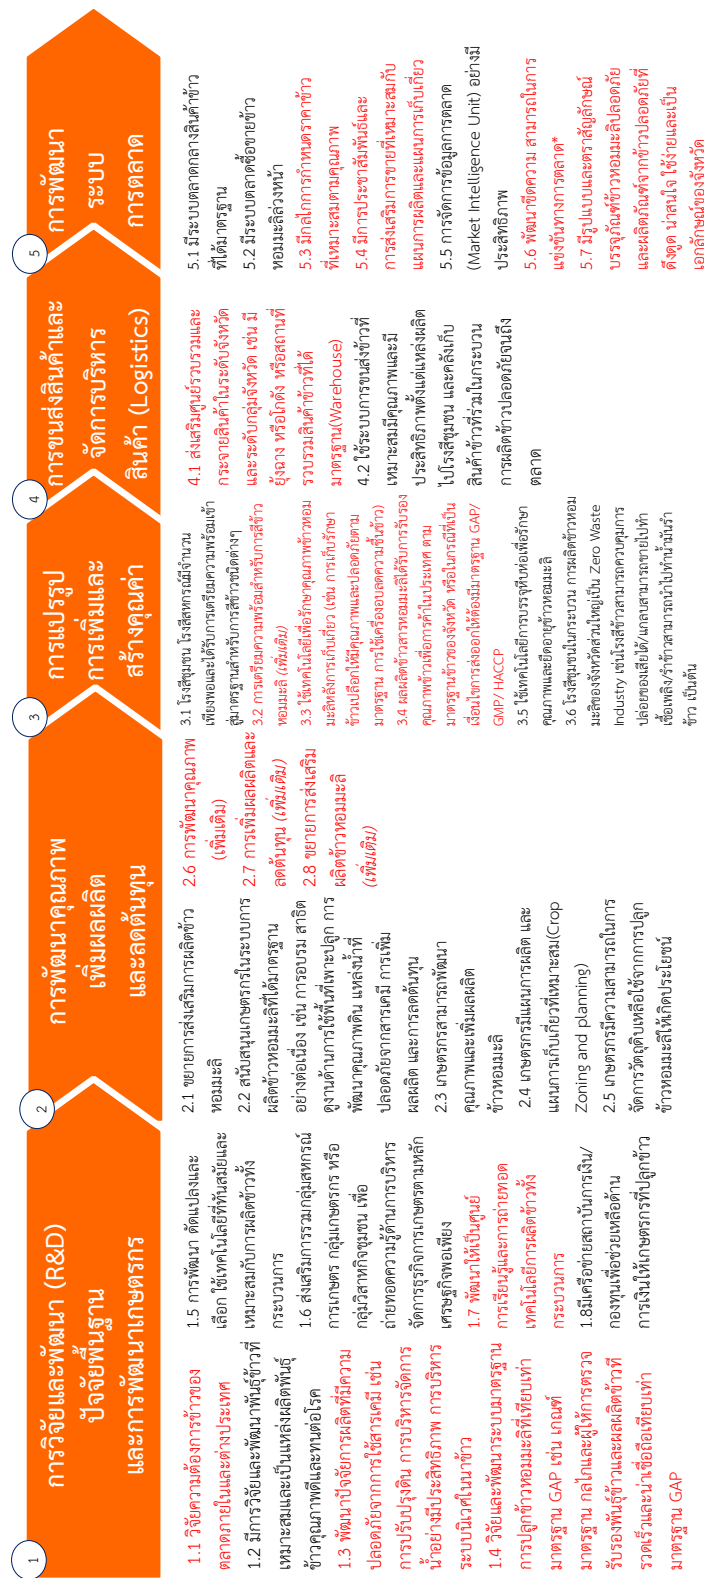 1
การวิจัยและพัฒนา (R&D)
ปัจจัยพื้นฐาน
และการพัฒนาเกษตรกร
1.1 วิจัยความต้องการข้าวของ
ตลาดภายในและต่างประเทศ
1.2 มีการวิจัยและพัฒนาพันธุ์ข้าวที่
เหมาะสมและเป็นแหล่งผลิตพันธุ์
ข้าวคุณภาพดีและทนต่อโรค
1.3 พัฒนาปัจจัยการผลิตที่มีความ
ปลอดภัยจากการใช้สารเคมี เช่น
การปรับปรุงดิน การบริหารจัดการ
น้ำอย่างมีประสิทธิภาพ การบริหาร
ระบบนิเวศในนาข้าว
1.4 วิจัยและพัฒนาระบบมาตรฐาน
การปลูกข้าวหอมมะลิที่เทียบเท่า
มาตรฐาน GAP เช่น เกณฑ์
มาตรฐาน กลไกและผู้ให้การตรวจ
รับรองพันธุ์ข้าวและผลผลิตข้าวที่
รวดเร็วและน่าเชื่อถือเทียบเท่า
มาตรฐาน GAP
1.5 การพัฒนา ดัดแปลงและ
เลือก ใช้เทคโนโลยีที่ทันสมัยและ
เหมาะสมกับการผลิตข้าวทั้ง
กระบวนการ
1.6 ส่งเสริมการรวมกลุ่มสหกรณ์
การเกษตร กลุ่มเกษตรกร หรือ
กลุ่มวิสาหกิจชุมชน เพื่อ
ถ่ายทอดความรู้ด้านการบริหาร
จัดการธุรกิจการเกษตรตามหลัก
เศรษฐกิจพอเพียง
1.7 พัฒนาให้เป็นศูนย์
การเรียนรู้และการถ่ายทอด
เทคโนโลยีการผลิตข้าวทั้ง
กระบวนการ
1.8มีเครือข่ายสถาบันการเงิน/
กองทุนเพื่อช่วยเหลือด้าน
การเงินให้เกษตรกรที่ปลูกข้าว
2
การพัฒนาคุณภาพ
เพิ่มผลผลิต
และลดต้นทุน
2.1 ขยายการส่งเสริมการผลิตข้าว
หอมมะลิ
2.2 สนับสนุนเกษตรกรในระบบการ
ผลิตข้าวหอมมะลิที่ได้มาตรฐาน
อย่างต่อเนื่อง เช่น การอบรม สาธิต
ดูงานด้านการใช้พื้นที่เพาะปลูก การ
พัฒนาคุณภาพดิน แหล่งน้ำที่
ปลอดภัยจากสารเคมี การเพิ่ม
ผลผลิต และการลดต้นทุน
2.3 เกษตรกรสามารถพัฒนา
คุณภาพและเพิ่มผลผลิต
ข้าวหอมมะลิ
2.4 เกษตรกรมีแผนการผลิต และ
แผนการเก็บเกี่ยวที่เหมาะสม(Crop
Zoning and planning)
2.5 เกษตรกรมีความสามารถในการ
จัดการวัตถุดิบเหลือใช้จากการปลูก
ข้าวหอมมะลิให้เกิดประโยชน์
2.6 การพัฒนาคุณภาพ
(เพิ่มเติม)
2.7 การเพิ่มผลผลิตและ
ลดต้นทุน (เพิ่มเติม)
2.8 ขยายการส่งเสริม
ผลิตข้าวหอมมะลิ
(เพิ่มเติม)
3
การแปรรูป
การเพิ่มและ
สร้างคุณค่า
3.1 โรงสีชุมชน โรงสีสหกรณ์มีจำนวน
เพียงพอและได้รับการเตรียมความพร้อมเข้า
สู่มาตรฐานสำหรับการสีข้าวชนิดต่างๆ
3.2 การเตรียมความพร้อมสำหรับการสีข้าว
หอมมะลิ (เพิ่มเติม)
3.3 ใช้เทคโนโลยีเพื่อรักษาคุณภาพข้าวหอม
มะลิหลังการเก็บเกี่ยว (เช่น การเก็บรักษา
ข้าวเปลือกให้มีคุณภาพและปลอดภัยตาม
มาตรฐาน การใช้เครื่องอบลดความชื้นข้าว)
3.4 ผลผลิตข้าวสารหอมมะลิได้รับการรับรอง
คุณภาพข้าวเพื่อการค้าในประเทศ ตาม
มาตรฐานข้าวของจังหวัด หรือในกรณีที่เป็น
เงื่อนไขการส่งออกให้ต้องมีมาตรฐาน GAP/
GMP/ HACCP
3.5 ใช้เทคโนโลยีการบรรจุหีบห่อเพื่อรักษา
คุณภาพและยืดอายุข้าวหอมมะลิ
3.6 โรงสีชุมชนในกระบวน การผลิตข้าวหอม
มะลิของจังหวัดส่วนใหญ่เป็น Zero Waste
Industry เช่นโรงสีข้าวสามารถควบคุมการ
ปล่อยของเสียได้/แกลบสามารถขายไปทำ
เชื้อเพลิง/รำข้าวสามารถนำไปทำน้ำมันรำ
ข้าว เป็นต้น
4
การขนส่งสินค้าและ
จัดการบริหาร
สินค้า (Logistics)
4.1 ส่งเสริมศูนย์รวบรวมและ
กระจายสินค้าในระดับจังหวัด
และระดับกลุ่มจังหวัด เช่น มี
ยุ้งฉาง หรือโกดัง หรือสถานที่
รวบรวมสินค้าข้าวที่ได้
มาตรฐาน(Warehouse)
4.2 ใช้ระบบการขนส่งข้าวที่
เหมาะสมมีคุณภาพและมี
ประสิทธิภาพตั้งแต่แหล่งผลิต
ไปโรงสีชุมชน และคลังเก็บ
สินค้าข้าวที่ร่วมในกระบวน
การผลิตข้าวปลอดภัยจนถึง
ตลาด
5
การพัฒนา
ระบบ
การตลาด
5.1 มีระบบตลาดกลางสินค้าข้าว
ที่ได้มาตรฐาน
5.2 มีระบบตลาดซื้อขายข้าว
หอมมะลิล่วงหน้า
5.3 มีกลไกการกำหนดราคาข้าว
ที่เหมาะสมตามคุณภาพ
5.4 มีการประชาสัมพันธ์และ
การส่งเสริมการขายที่เหมาะสมกับ
แผนการผลิตและแผนการเก็บเกี่ยว
5.5 การจัดการข้อมูลการตลาด
(Market Intelligence Unit) อย่างมี
ประสิทธิภาพ
5.6 พัฒนาขีดความ สามารถในการ
แข่งขันทางการตลาด*
5.7 มีรูปแบบและตราสัญลักษณ์
บรรจุภัณฑ์ข้าวหอมมะลิปลอดภัย
และผลิตภัณฑ์จากข้าวปลอดภัยที่
ดึงดูด น่าสนใจ ใช้ง่ายและเป็น
เอกลักษณ์ของจังหวัด